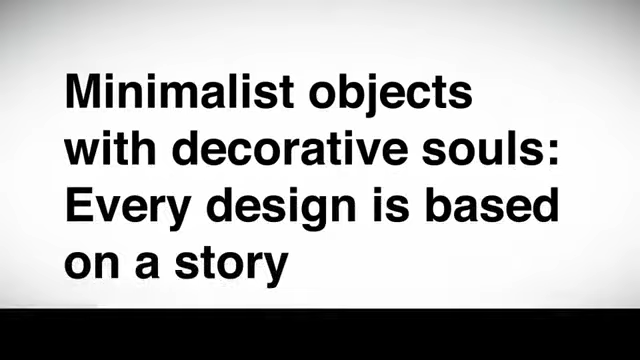 Minimalist objects
with decorative souls:
Every design is based
on a story